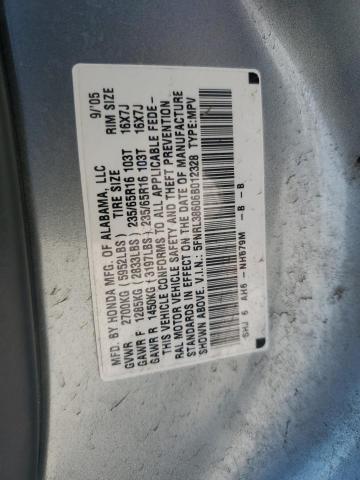 MFD. BY HONDA MFG. OF ALABAMA, LLC 9/05
TIRE SIZE RIM SIZE
GVWR 2700KG (5952LBS)
GAWR F 1285KG (2833LBS) 235/65R16 103T 16X7J
GAWR R 1450KG (3197LBS) 235/65R16 103T 16X7J
THIS VEHICLE CONFORMS TO ALL APPLICABLE FEDE-
RAL MOTOR VEHICLE SAFETY AND THEFT PREVENTION
STANDARDS IN EFFECT ON THE DATE OF MANUFACTURE
SHOWN ABOVE. V.I.N.: 5FNRL38606B012328 TYPE:MPV
SHJ 6 AK6 - NH679M - B - B